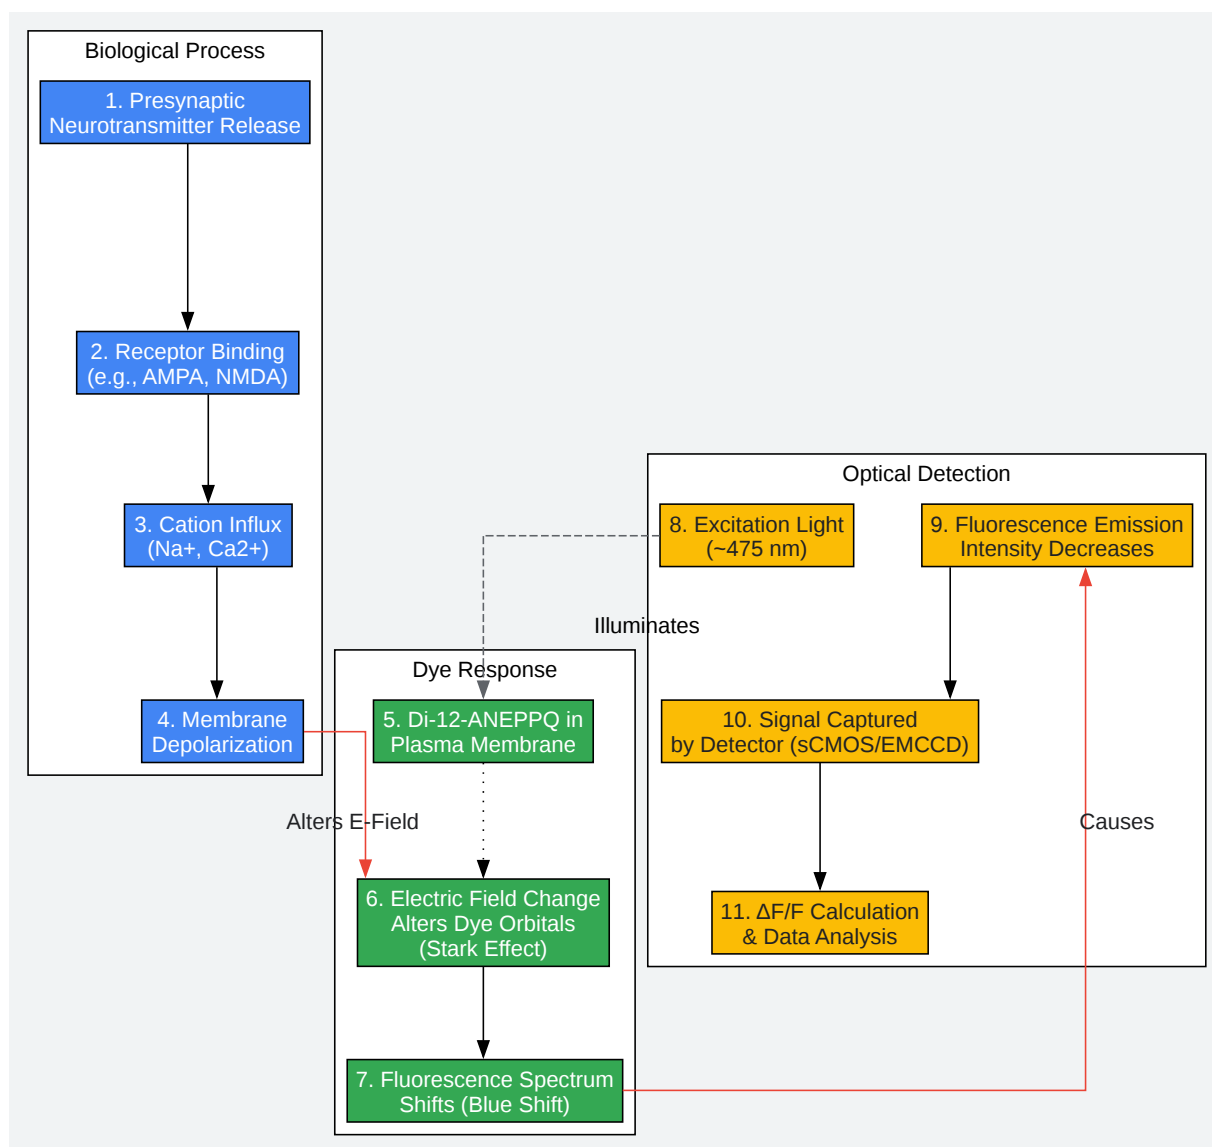 Biological Process
1. Presynaptic
Neurotransmitter Release
2. Receptor Binding
(e.g., AMPA, NMDA)
3. Cation Influx
(Na+, Ca2+)
4. Membrane
Depolarization
Alters E-Field
Dye Response
5. Di-12-ANEPPQ in
Plasma Membrane
6. Electric Field Change
Alters Dye Orbitals
(Stark Effect)
7. Fluorescence Spectrum
Shifts (Blue Shift)
Illuminates
Optical Detection
8. Excitation Light
(~475 nm)
9. Fluorescence Emission
Intensity Decreases
10. Signal Captured
by Detector (sCMOS/EMCCD)
Causes
11. ΔF/F Calculation
& Data Analysis